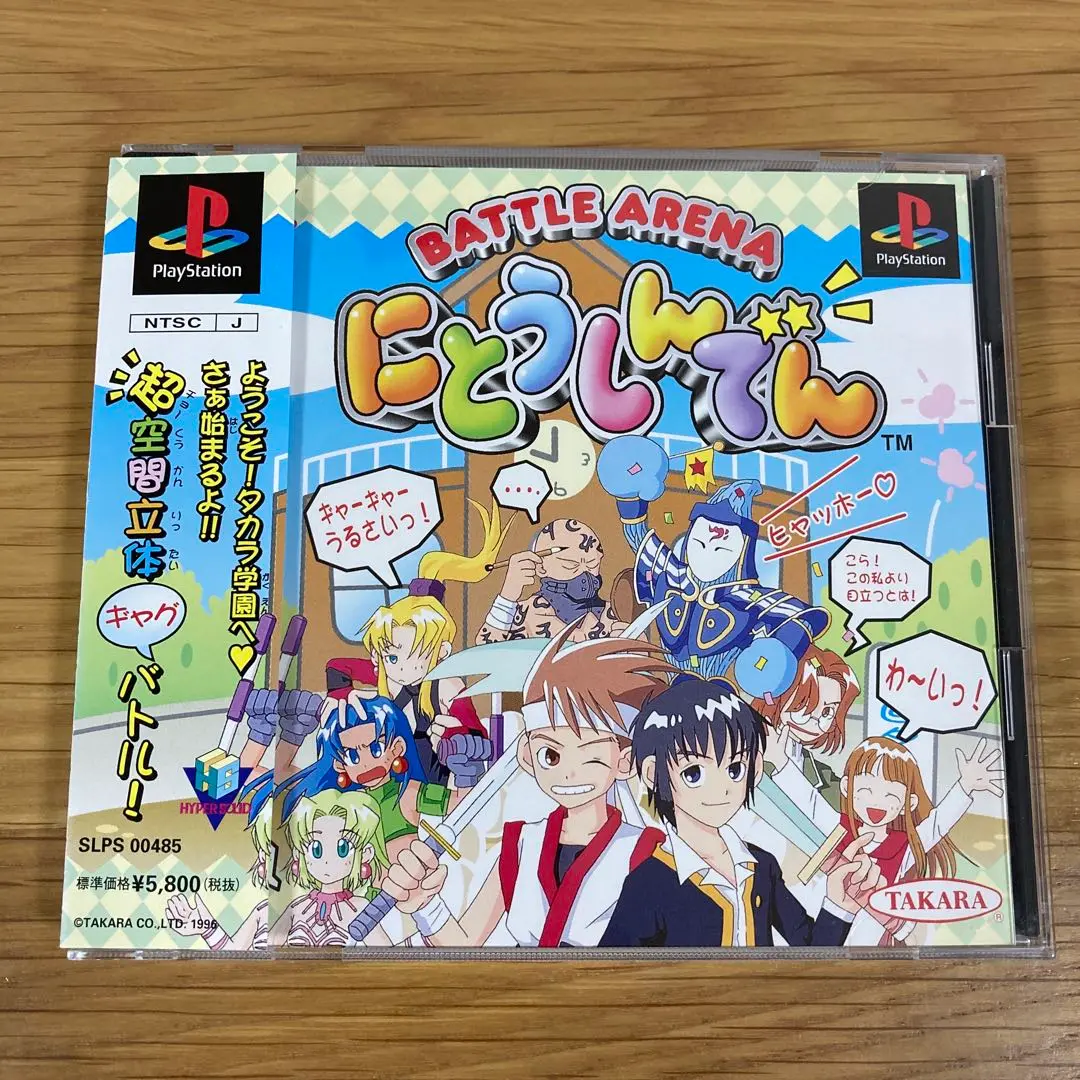 PlayStation
NTSC J
ようこそ!タカラ学園へ♥
さぁ始まるよ!!
超空間立体
ギャグ
バトル!
HYPER SOLID
SLPS 00485
標準価格¥5,800(税抜)
©TAKARA CO.,LTD. 1996
BATTLE ARENA
にとうしんでん
TM
PlayStation
キャーギャー
うるさいっ!
....
ヒャッホー♡
こら!
この私より
目立つとは!
わ〜いっ!
TAKARA
®